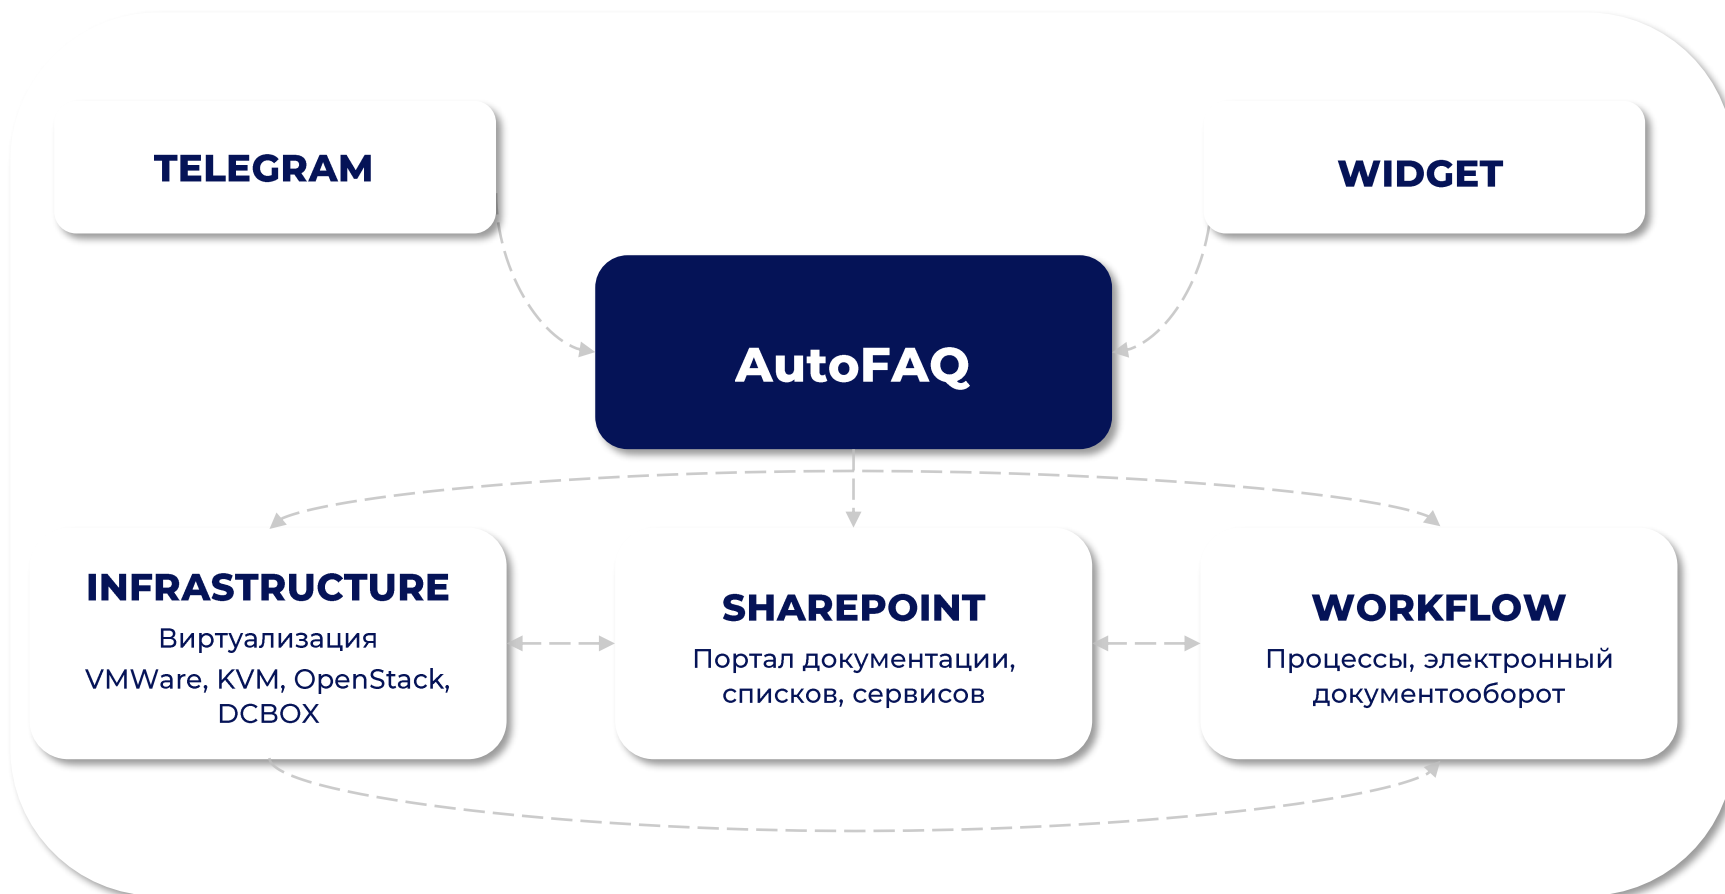 TELEGRAM
WIDGET
AutoFAQ
INFRASTRUCTURE
Виртуализация
VMWare, KVM, OpenStack,
DCBOX
SHAREPOINT
Портал документации,
списков, сервисов
WORKFLOW
Процессы, электронный
документооборот